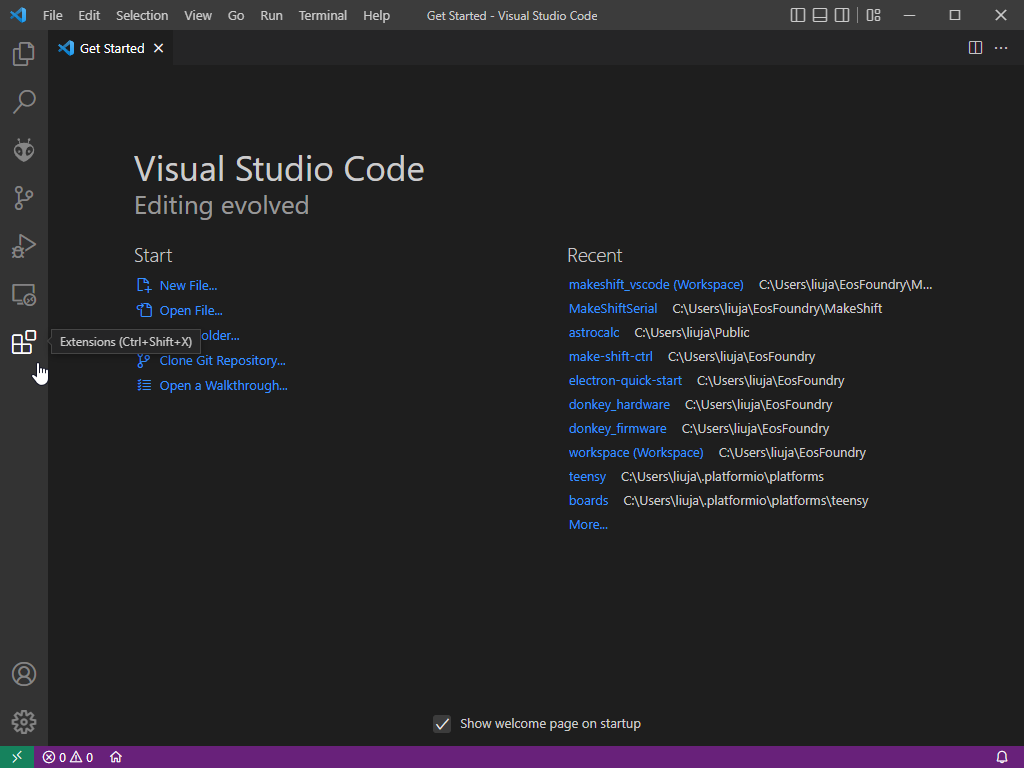 File Edit Selection View Go Run Terminal Help Get Started - Visual Studio Code
Get Started
Visual Studio Code
Editing evolved
Start
New File...
Open File...
older...
Clone Git Repository...
Open a Walkthrough...
Extensions (Ctrl+Shift+X)
Recent
makeshift_vscode (Workspace) C:\Users\liuja\EosFoundry\M...
MakeShiftSerial C:\Users\liuja\EosFoundry\MakeShift
astrocalc C:\Users\liuja\Public
make-shift-ctrl C:\Users\liuja\EosFoundry
electron-quick-start C:\Users\liuja\EosFoundry
donkey_hardware C:\Users\liuja\EosFoundry
donkey_firmware C:\Users\liuja\EosFoundry
workspace (Workspace) C:\Users\liuja\EosFoundry
teensy C:\Users\liuja\.platformio\platforms
boards C:\Users\liuja\.platformio\platforms\teensy
More...
Show welcome page on startup
0 0